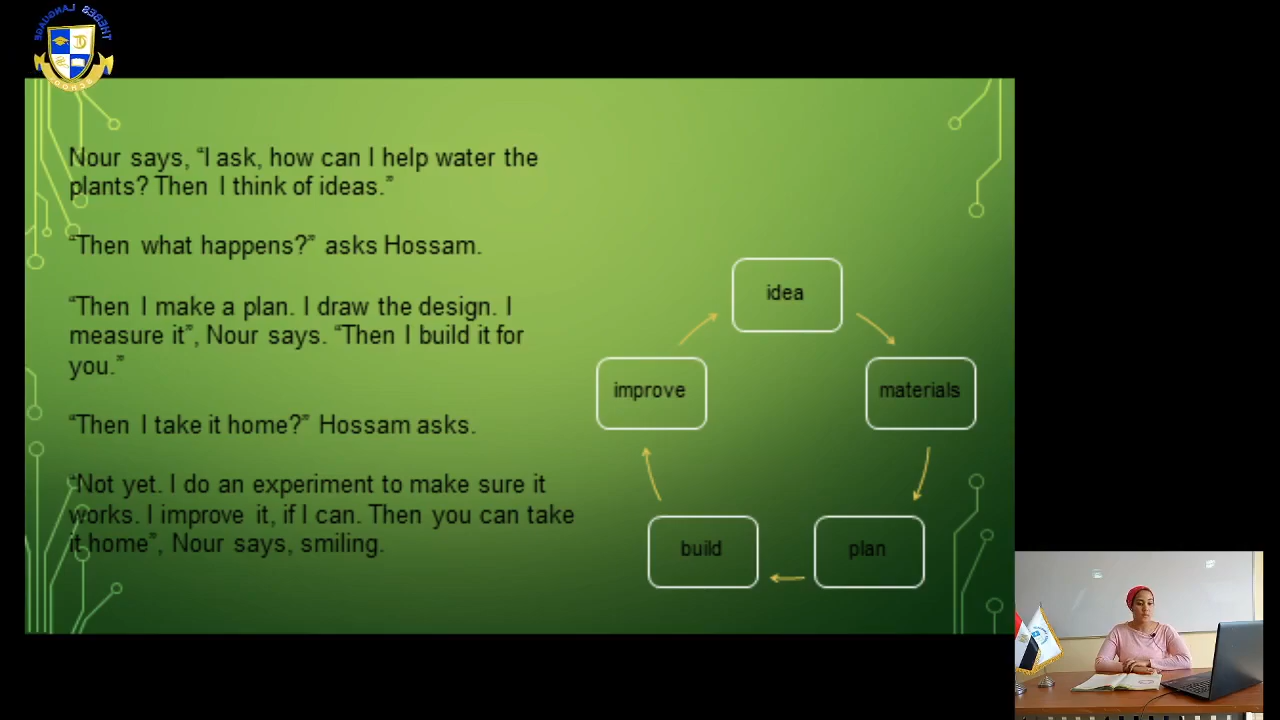 THEBES LANGUAGE
SCHOOL
Nour says, “I ask, how can I help water the
plants? Then I think of ideas.”
“Then what happens?” asks Hossam.
“Then I make a plan. I draw the design. I
measure it”, Nour says. “Then I build it for
you.”
“Then I take it home?” Hossam asks.
“Not yet. I do an experiment to make sure it
works. I improve it, if I can. Then you can take
it home”, Nour says, smiling.
idea
improve
materials
build
plan